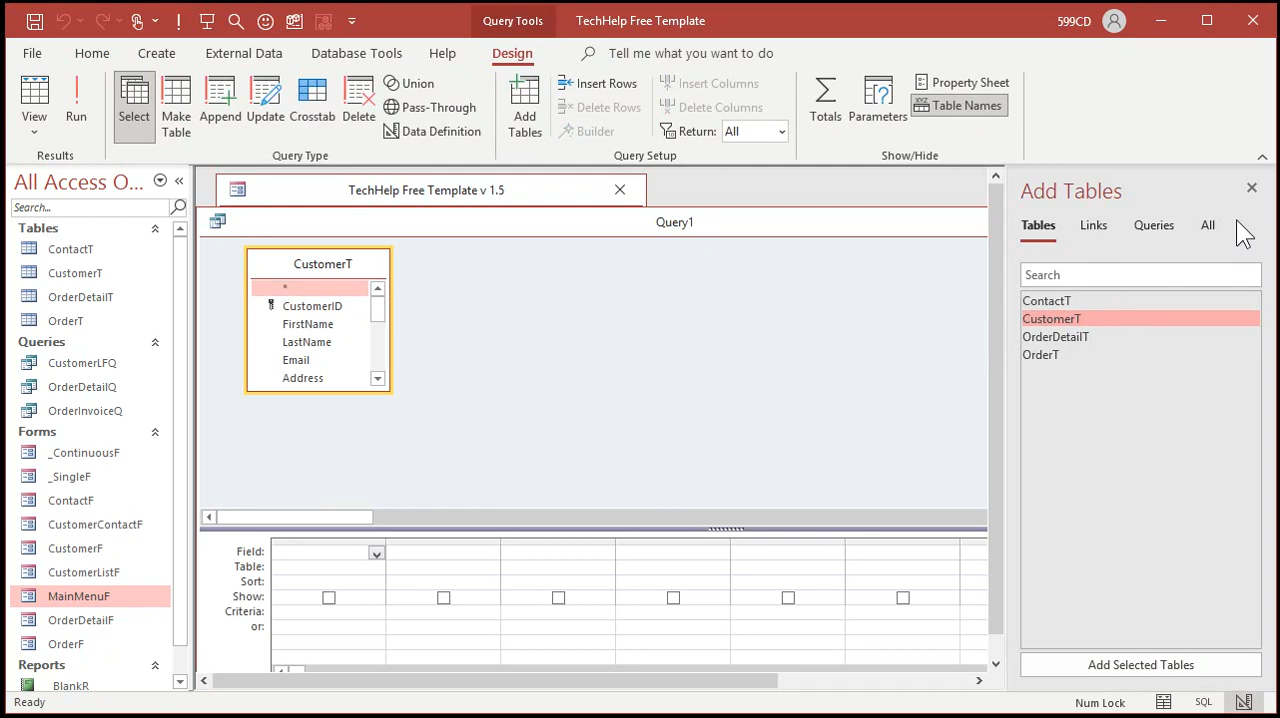 Query Tools
TechHelp Free Template
599CD
File
Home
Create
External Data
Database Tools
Help
Design
Tell me what you want to do
View
Run
Select
Make Table
Append
Update
Crosstab
Delete
Union
Pass-Through
Data Definition
Add Tables
Insert Rows
Delete Rows
Builder
Insert Columns
Delete Columns
Return:
All
Totals
Parameters
Property Sheet
Table Names
Results
Query Type
Query Setup
Show/Hide
All Access O...
Search...
Tables
ContactT
CustomerT
OrderDetailT
OrderT
Queries
CustomerLFQ
OrderDetailQ
OrderInvoiceQ
Forms
_ContinuousF
_SingleF
ContactF
CustomerContactF
CustomerF
CustomerListF
MainMenuF
OrderDetailF
OrderF
Reports
BlankR
TechHelp Free Template v 1.5
Query1
CustomerT
*
CustomerID
FirstName
LastName
Email
Address
Field:
Table:
Sort:
Show:
Criteria:
or:
Add Tables
Tables
Links
Queries
All
Search
ContactT
CustomerT
OrderDetailT
OrderT
Add Selected Tables
Ready
Num Lock
SQL